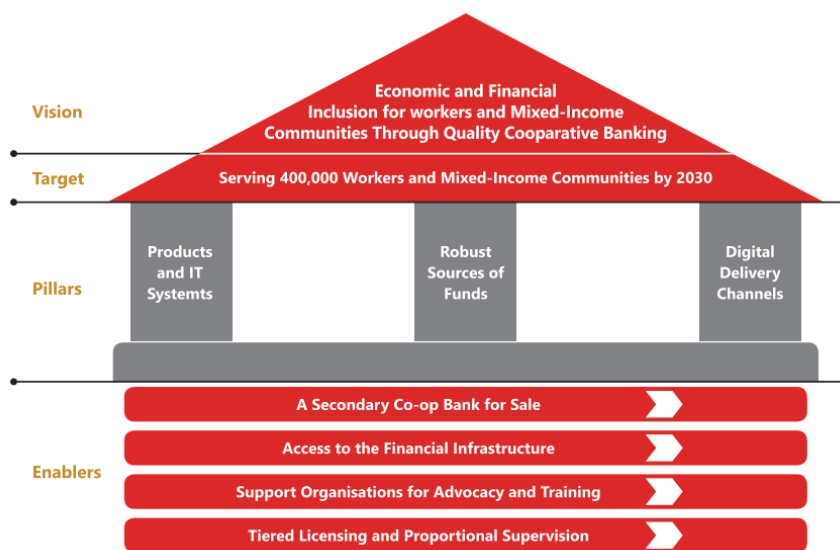 Vision
Economic and Financial
Inclusion for workers and Mixed-Income
Communities Through Quality Cooparative Banking
Target
Serving 400,000 Workers and Mixed-Income Communities by 2030
Pillars
Products
and IT
Systemts
Robust
Sources of
Funds
Digital
Delivery
Channels
Enablers
A Secondary Co-op Bank for Sale
Access to the Financial Infrastructure
Support Organisations for Advocacy and Training
Tiered Licensing and Proportional Supervision